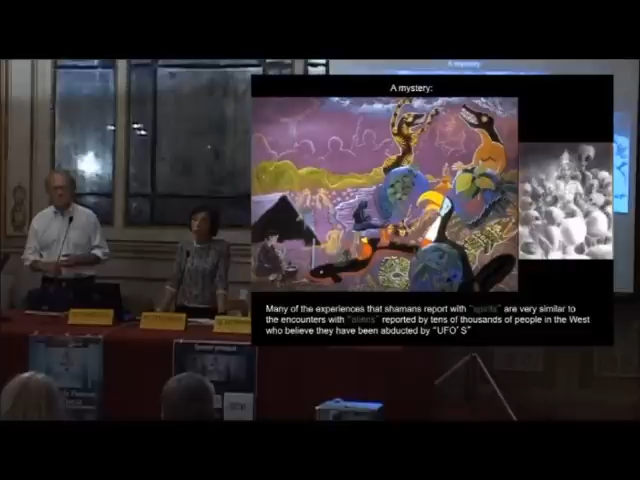 A mystery
A mystery:
Many of the experiences that shamans report with "spirits" are very similar to
the encounters with "aliens" reported by tens of thousands of people in the West
who believe they have been abducted by "UFO'S"